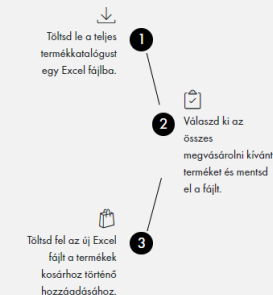 Töltsd le a teljes
termékkatalógust
egy Excel fájlba.
1
2
Válaszd ki az
összes
megvásárolni kívánt
terméket és mentsd
el a fájlt.
Töltsd fel az új Excel
fájlt a termékek
kosárhoz történő
hozzáadásához.
3